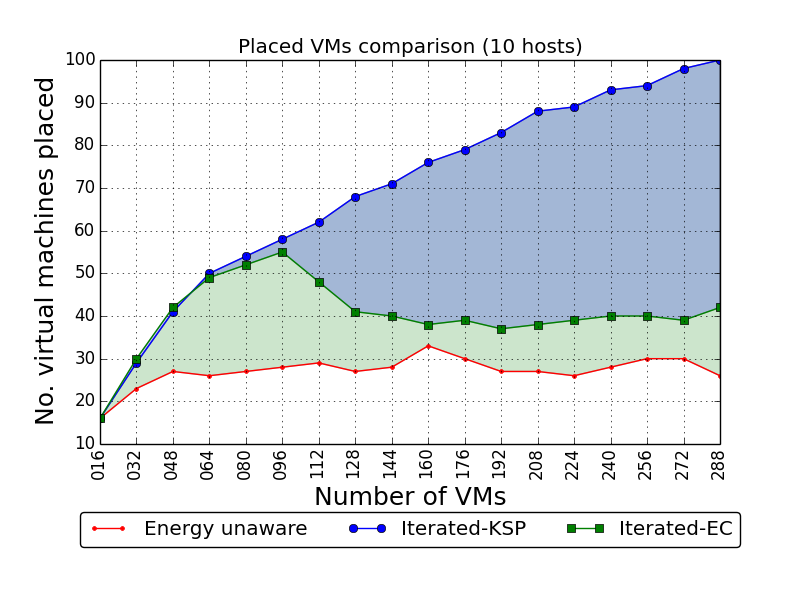 Placed VMs comparison (10 hosts)
No. virtual machines placed
100
90
80
70
60
50
40
30
20
10
016 032 048 064 080 096 112 128 144 160 176 192 208 224 240 256 272 288
Number of VMs
Energy unaware Iterated-KSP Iterated-EC